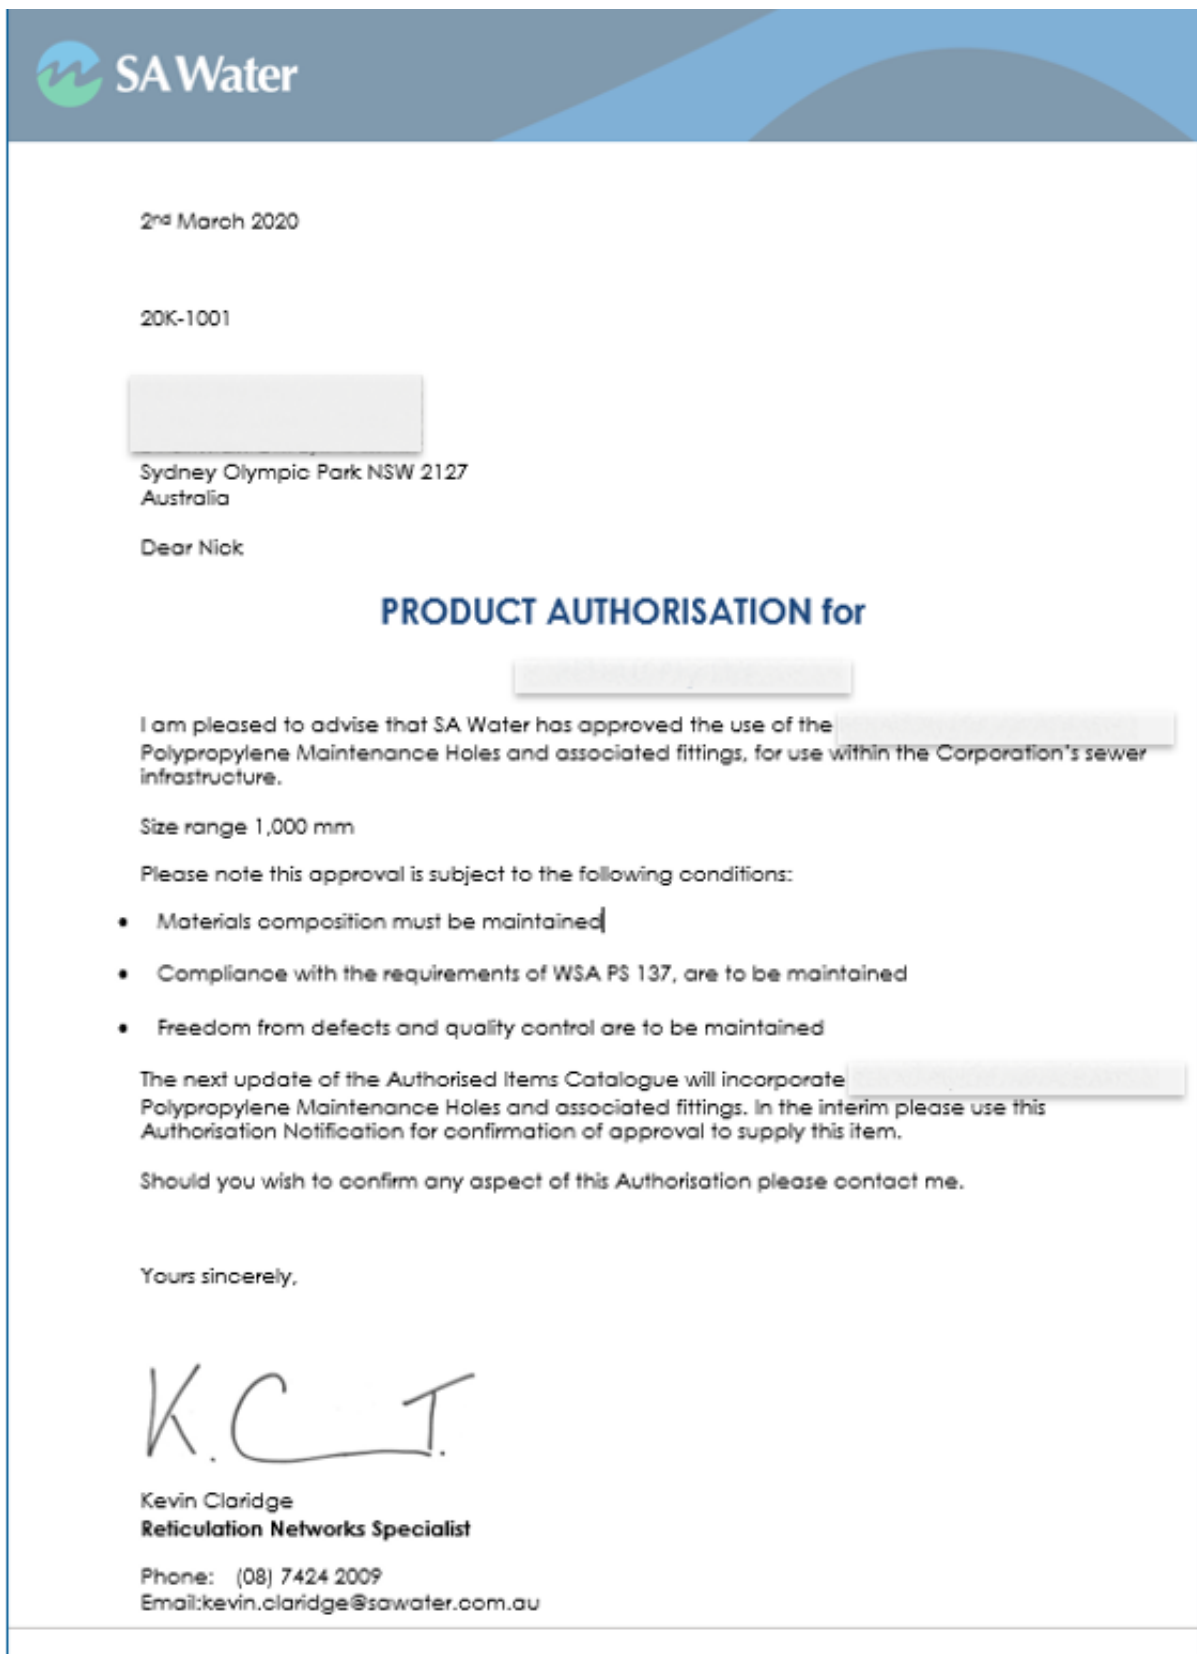 SA Water
2nd March 2020
20K-1001
Sydney Olympic Park NSW 2127
Australia
Dear Nick
PRODUCT AUTHORISATION for
I am pleased to advise that SA Water has approved the use of the
Polypropylene Maintenance Holes and associated fittings, for use within the Corporation's sewer
infrastructure.
Size range 1,000 mm
Please note this approval is subject to the following conditions:
• Materials composition must be maintained
• Compliance with the requirements of WSA PS 137, are to be maintained
• Freedom from defects and quality control are to be maintained
The next update of the Authorised Items Catalogue will incorporate
Polypropylene Maintenance Holes and associated fittings. In the interim please use this
Authorisation Notification for confirmation of approval to supply this item.
Should you wish to confirm any aspect of this Authorisation please contact me.
Yours sincerely,
K. C T.
Kevin Claridge
Reticulation Networks Specialist
Phone: (08) 7424 2009
Email:kevin.claridge@sawater.com.au